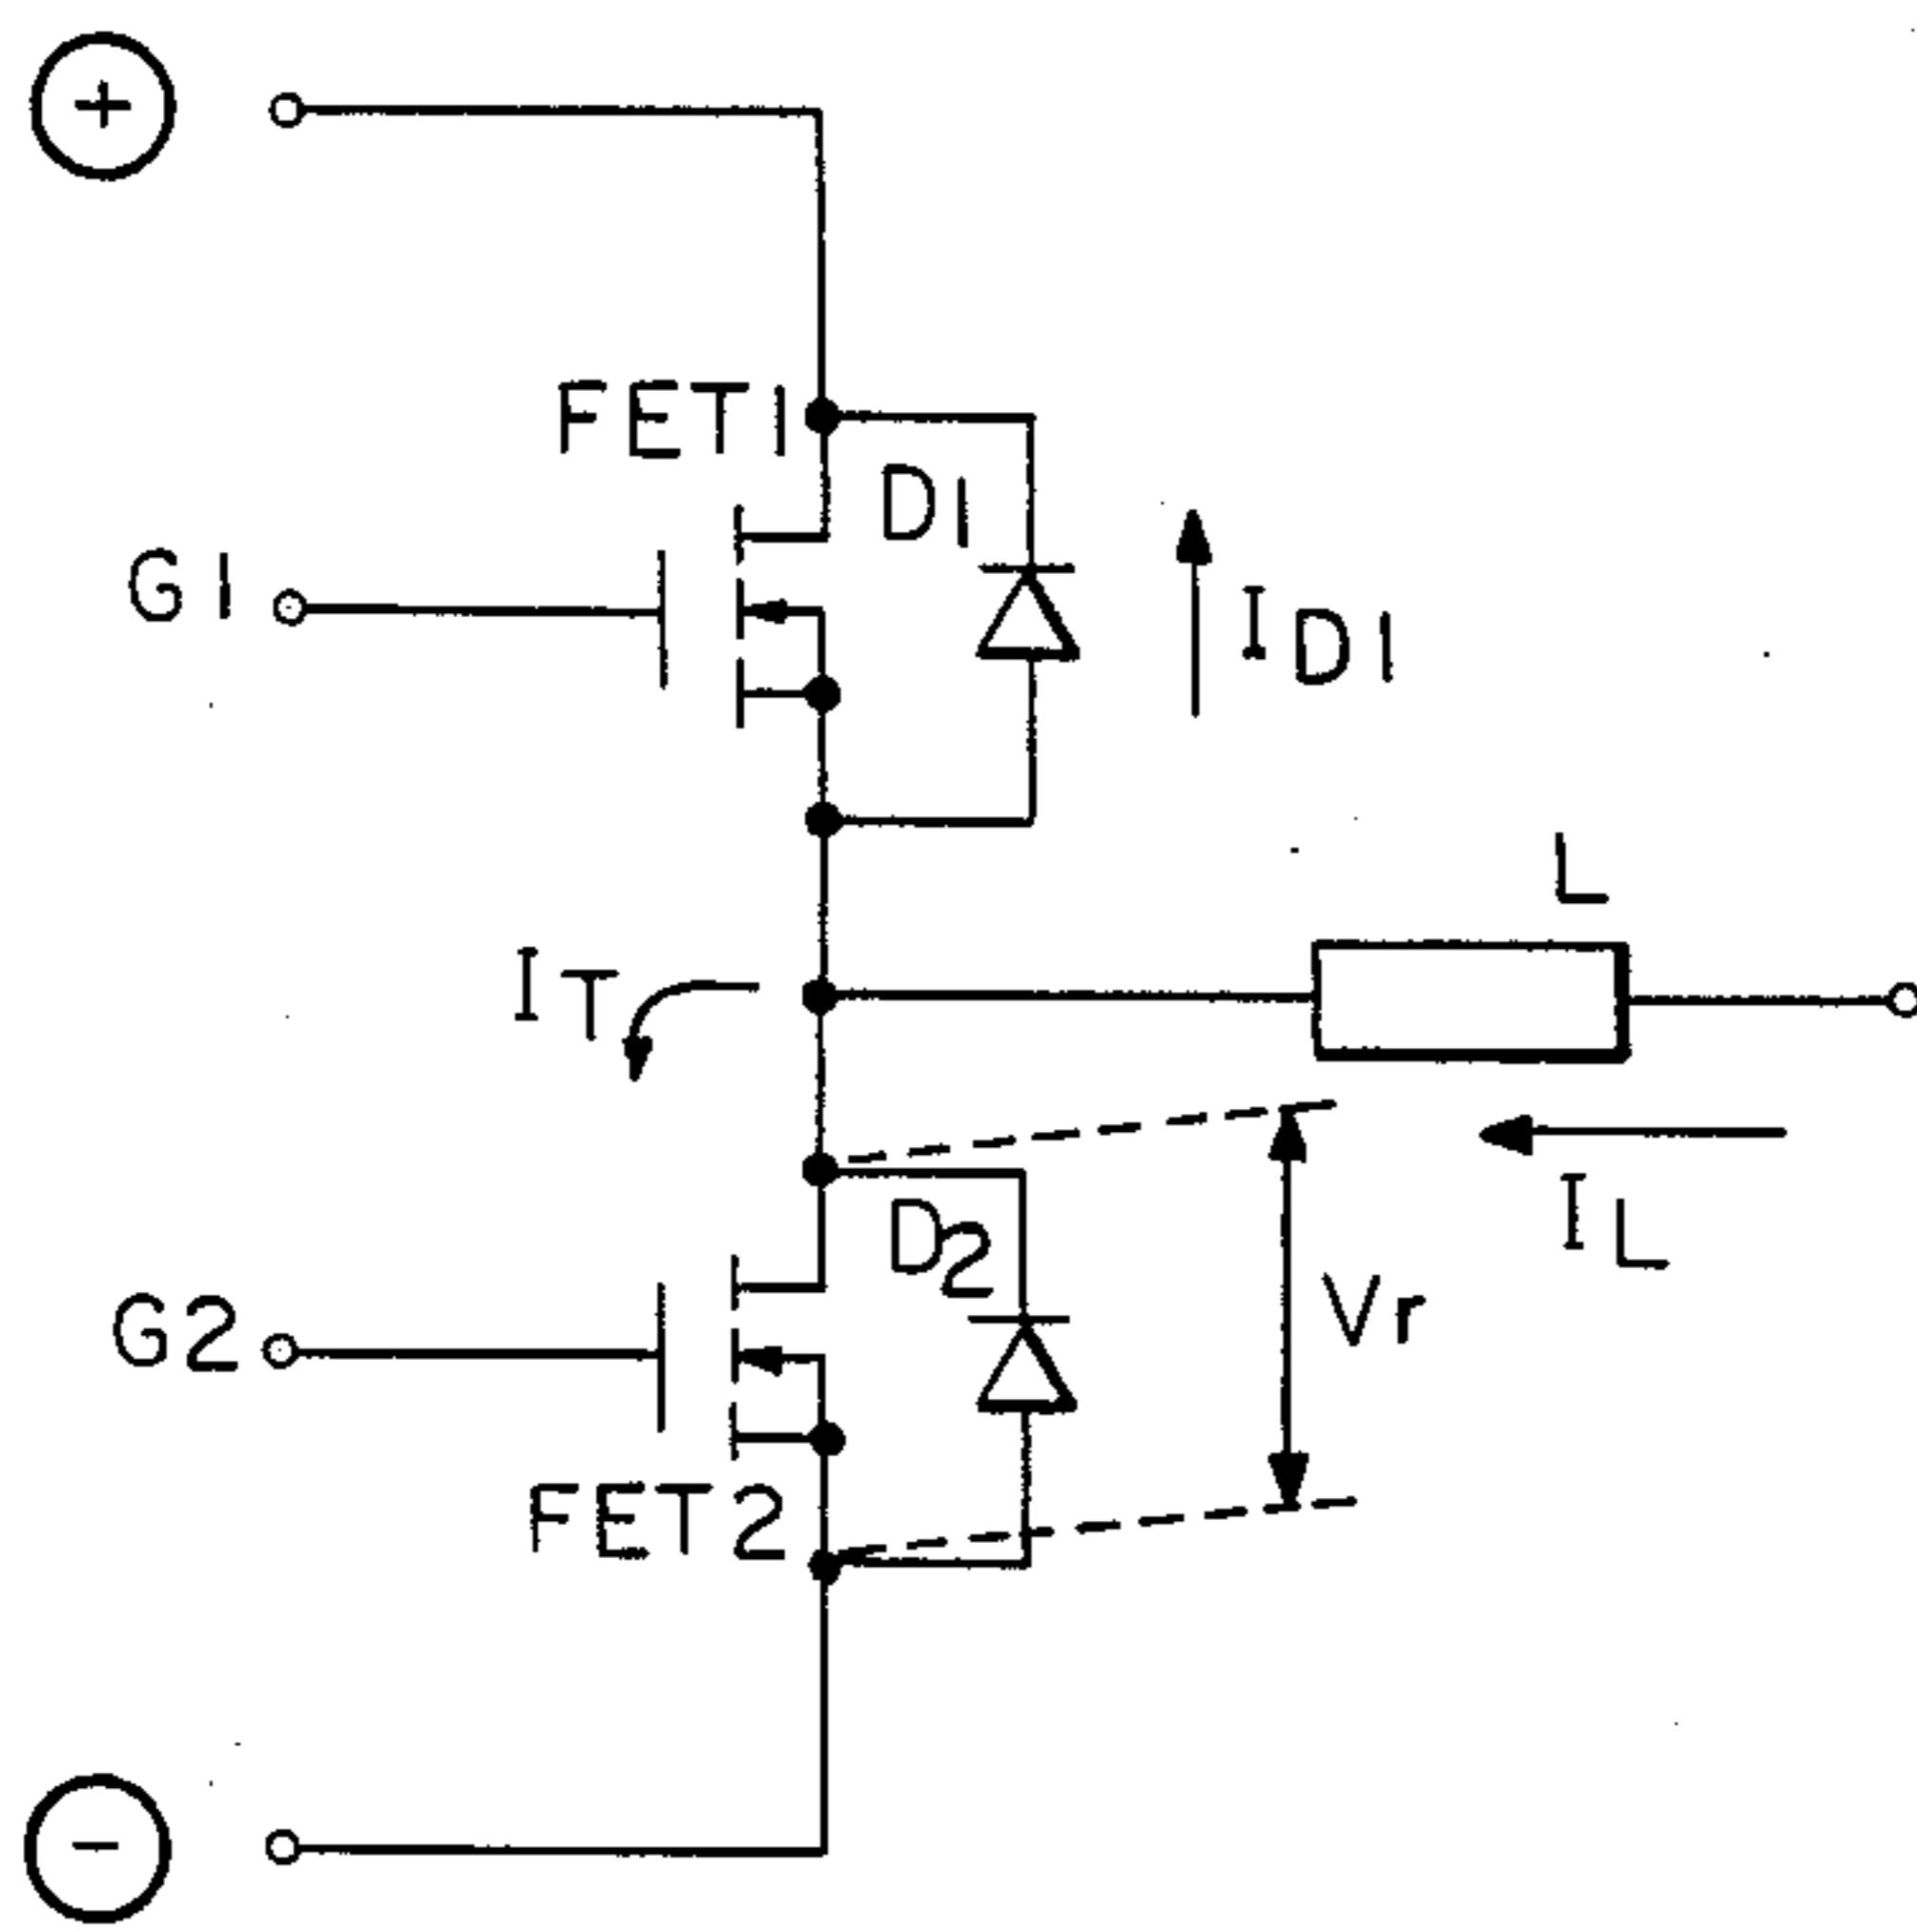 +
FET1
D1
G1
ID1
L
IT
IL
D2
G2
Vr
FET2
-